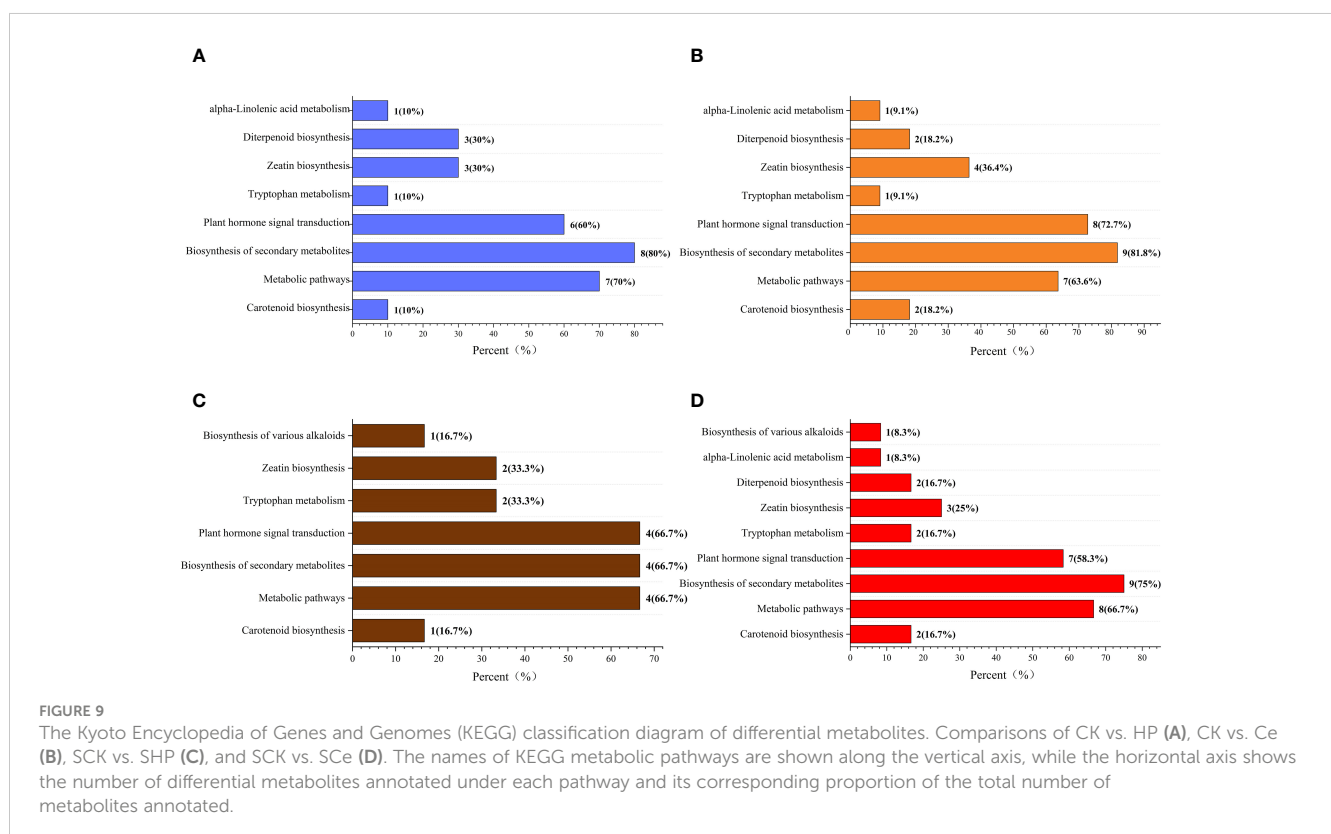 A
alpha-Linolenic acid metabolism 1(10%)
Diterpenoid biosynthesis 3(30%)
Zeatin biosynthesis 3(30%)
Tryptophan metabolism 1(10%)
Plant hormone signal transduction 6(60%)
Biosynthesis of secondary metabolites 8(80%)
Metabolic pathways 7(70%)
Carotenoid biosynthesis 1(10%)
0 10 20 30 40 50 60 70 80
Percent（%）
B
alpha-Linolenic acid metabolism 1(9.1%)
Diterpenoid biosynthesis 2(18.2%)
Zeatin biosynthesis 4(36.4%)
Tryptophan metabolism 1(9.1%)
Plant hormone signal transduction 8(72.7%)
Biosynthesis of secondary metabolites 9(81.8%)
Metabolic pathways 7(63.6%)
Carotenoid biosynthesis 2(18.2%)
0 10 20 30 40 50 60 70 80 90
Percent（%）
C
Biosynthesis of various alkaloids 1(16.7%)
Zeatin biosynthesis 2(33.3%)
Tryptophan metabolism 2(33.3%)
Plant hormone signal transduction 4(66.7%)
Biosynthesis of secondary metabolites 4(66.7%)
Metabolic pathways 4(66.7%)
Carotenoid biosynthesis 1(16.7%)
0 10 20 30 40 50 60 70
Percent（%）
D
Biosynthesis of various alkaloids 1(8.3%)
alpha-Linolenic acid metabolism 1(8.3%)
Diterpenoid biosynthesis 2(16.7%)
Zeatin biosynthesis 3(25%)
Tryptophan metabolism 2(16.7%)
Plant hormone signal transduction 7(58.3%)
Biosynthesis of secondary metabolites 9(75%)
Metabolic pathways 8(66.7%)
Carotenoid biosynthesis 2(16.7%)
0 10 20 30 40 50 60 70 80
Percent（%）
FIGURE 9
The Kyoto Encyclopedia of Genes and Genomes (KEGG) classification diagram of differential metabolites. Comparisons of CK vs. HP (A), CK vs. Ce
(B), SCK vs. SHP (C), and SCK vs. SCe (D). The names of KEGG metabolic pathways are shown along the vertical axis, while the horizontal axis shows
the number of differential metabolites annotated under each pathway and its corresponding proportion of the total number of
metabolites annotated.